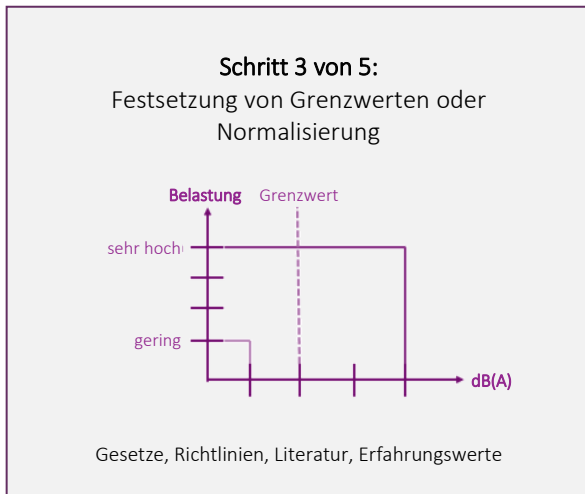 Schritt 3 von 5:
Festsetzung von Grenzwerten oder
Normalisierung
Belastung
Grenzwert
sehr hoch
gering
dB(A)
Gesetze, Richtlinien, Literatur, Erfahrungswerte